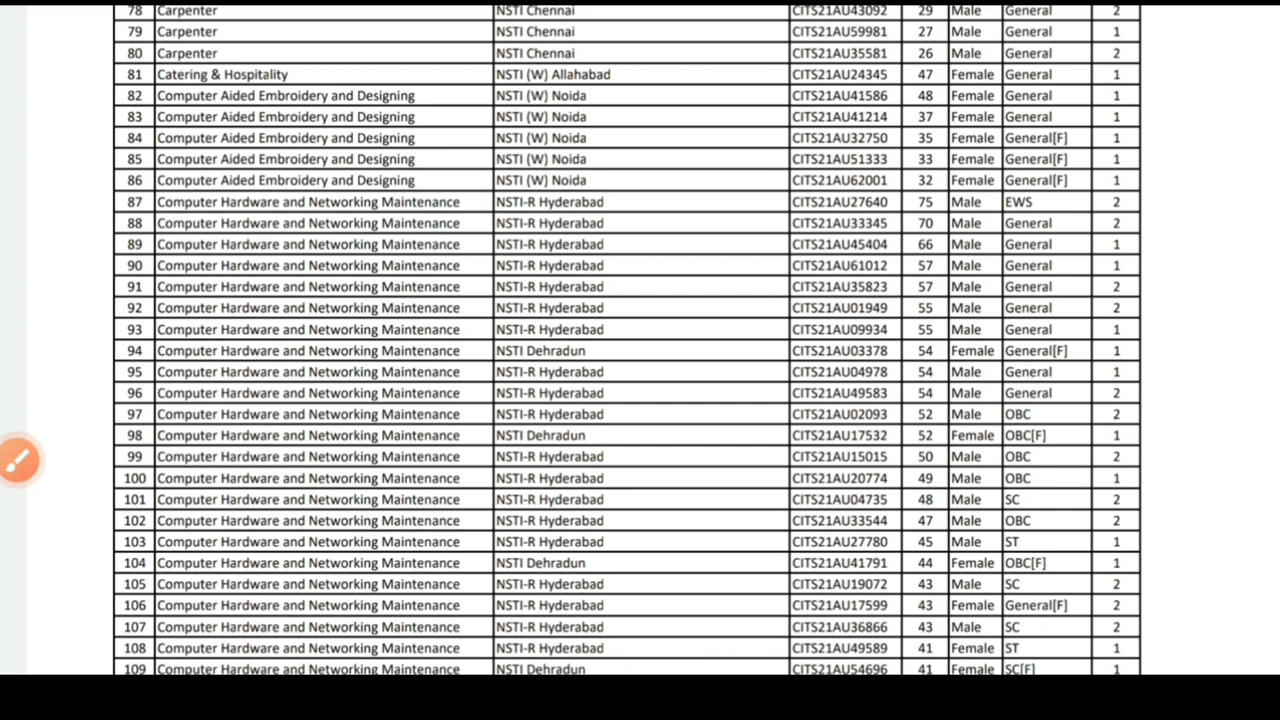 78 Carpenter NSTI Chennai CITS21AU43092 29 Male General 2
79 Carpenter NSTI Chennai CITS21AU59981 27 Male General 1
80 Carpenter NSTI Chennai CITS21AU35581 26 Male General 2
81 Catering & Hospitality NSTI (W) Allahabad CITS21AU24345 47 Female General 1
82 Computer Aided Embroidery and Designing NSTI (W) Noida CITS21AU41586 48 Female General 1
83 Computer Aided Embroidery and Designing NSTI (W) Noida CITS21AU41214 37 Female General 1
84 Computer Aided Embroidery and Designing NSTI (W) Noida CITS21AU32750 35 Female General[F] 1
85 Computer Aided Embroidery and Designing NSTI (W) Noida CITS21AU51333 33 Female General[F] 1
86 Computer Aided Embroidery and Designing NSTI (W) Noida CITS21AU62001 32 Female General[F] 1
87 Computer Hardware and Networking Maintenance NSTI-R Hyderabad CITS21AU27640 75 Male EWS 2
88 Computer Hardware and Networking Maintenance NSTI-R Hyderabad CITS21AU33345 70 Male General 2
89 Computer Hardware and Networking Maintenance NSTI-R Hyderabad CITS21AU45404 66 Male General 1
90 Computer Hardware and Networking Maintenance NSTI-R Hyderabad CITS21AU61012 57 Male General 1
91 Computer Hardware and Networking Maintenance NSTI-R Hyderabad CITS21AU35823 57 Male General 2
92 Computer Hardware and Networking Maintenance NSTI-R Hyderabad CITS21AU01949 55 Male General 2
93 Computer Hardware and Networking Maintenance NSTI-R Hyderabad CITS21AU09934 55 Male General 1
94 Computer Hardware and Networking Maintenance NSTI Dehradun CITS21AU03378 54 Female General[F] 1
95 Computer Hardware and Networking Maintenance NSTI-R Hyderabad CITS21AU04978 54 Male General 1
96 Computer Hardware and Networking Maintenance NSTI-R Hyderabad CITS21AU49583 54 Male General 2
97 Computer Hardware and Networking Maintenance NSTI-R Hyderabad CITS21AU02093 52 Male OBC 2
98 Computer Hardware and Networking Maintenance NSTI Dehradun CITS21AU17532 52 Female OBC[F] 1
99 Computer Hardware and Networking Maintenance NSTI-R Hyderabad CITS21AU15015 50 Male OBC 2
100 Computer Hardware and Networking Maintenance NSTI-R Hyderabad CITS21AU20774 49 Male OBC 1
101 Computer Hardware and Networking Maintenance NSTI-R Hyderabad CITS21AU04735 48 Male SC 2
102 Computer Hardware and Networking Maintenance NSTI-R Hyderabad CITS21AU33544 47 Male OBC 2
103 Computer Hardware and Networking Maintenance NSTI-R Hyderabad CITS21AU27780 45 Male ST 1
104 Computer Hardware and Networking Maintenance NSTI Dehradun CITS21AU41791 44 Female OBC[F] 1
105 Computer Hardware and Networking Maintenance NSTI-R Hyderabad CITS21AU19072 43 Male SC 2
106 Computer Hardware and Networking Maintenance NSTI-R Hyderabad CITS21AU17599 43 Female General[F] 2
107 Computer Hardware and Networking Maintenance NSTI-R Hyderabad CITS21AU36866 43 Male SC 2
108 Computer Hardware and Networking Maintenance NSTI-R Hyderabad CITS21AU49589 41 Female ST 1
109 Computer Hardware and Networking Maintenance NSTI Dehradun CITS21AU54696 41 Female SC[F] 1